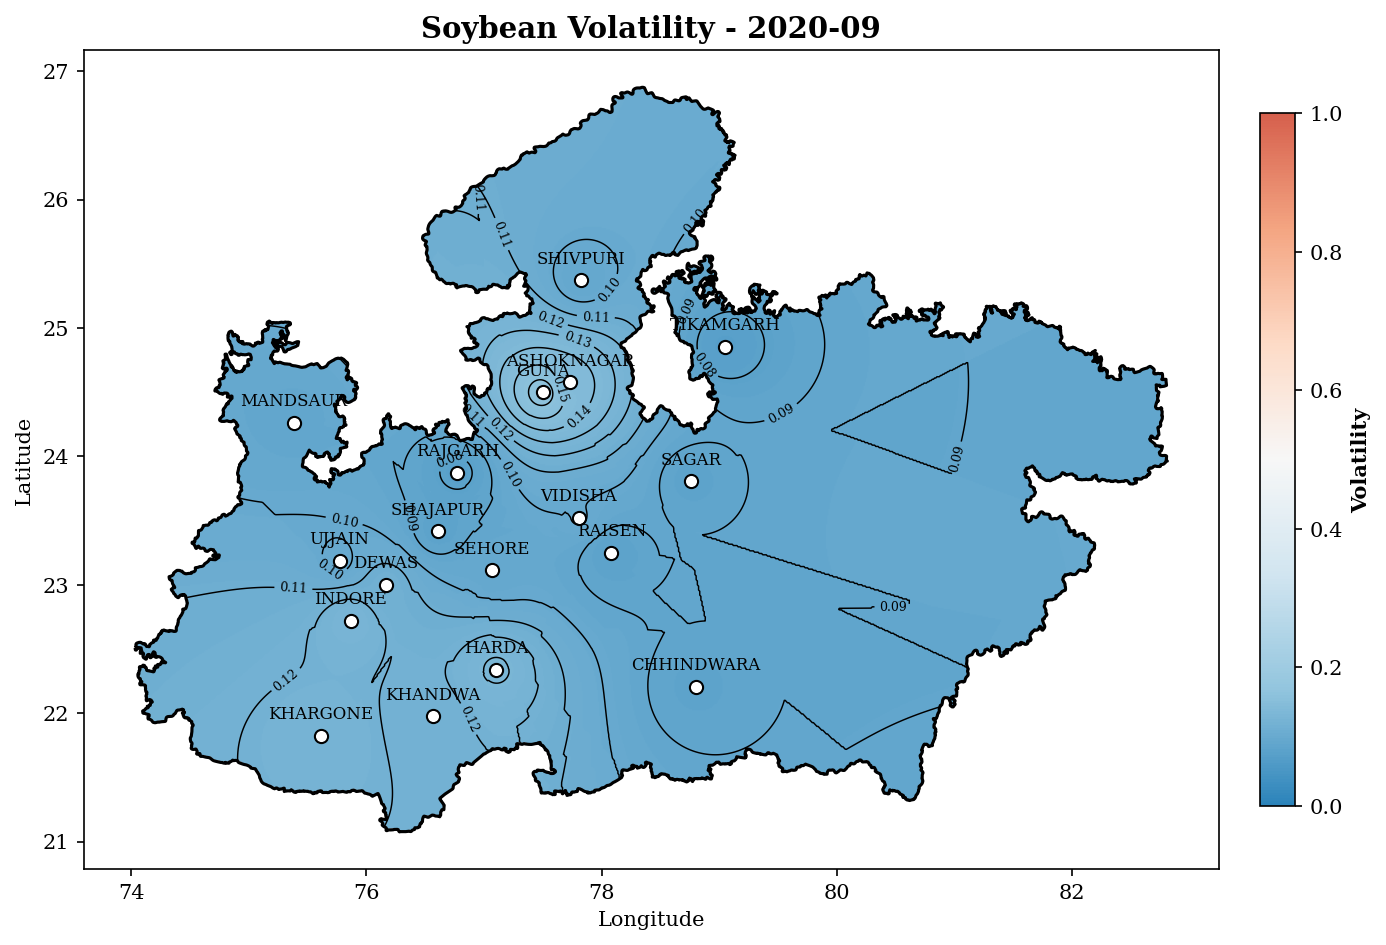 Soybean Volatility - 2020-09
27
26
25
24
23
22
21
Latitude
74
76
78
80
82
Longitude
1.0
0.8
0.6
0.4
0.2
0.0
Volatility
SHIVPURI
TIKAMGARH
ASHOKNAGAR
GUNA
MANDSAUR
RAJGARH
SAGAR
VIDISHA
SHAJAPUR
RAISEN
UJJAIN
SEHORE
DEWAS
INDORE
HARDA
CHHINDWARA
KHANDWA
KHARGONE
0.11
0.11
0.10
0.10
0.09
0.12
0.11
0.13
0.08
0.15
0.14
0.09
0.11
0.12
0.10
0.08
0.09
0.09
0.10
0.10
0.11
0.09
0.12
0.12